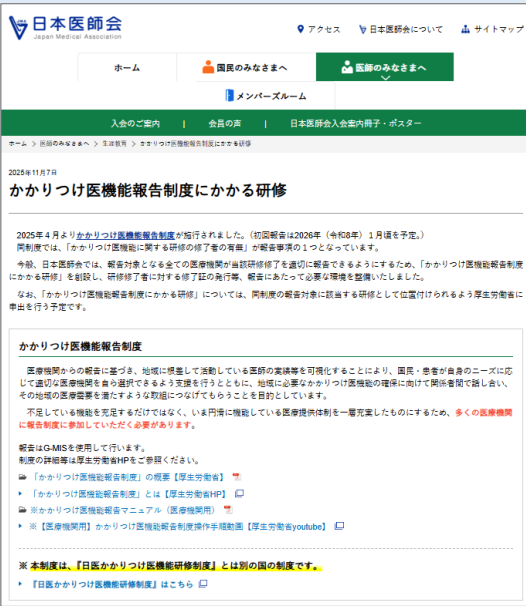 日本医師会
Japan Medical Association
アクセス 日本医師会について サイトマップ
ホーム 国民のみなさまへ 医師のみなさまへ
メンバーズルーム
入会のご案内 | 会員の声 | 日本医師会入会案内冊子・ポスター
ホーム > 医師のみなさまへ > 生涯教育 > かかりつけ医機能報告制度にかかる研修
2025年11月7日
かかりつけ医機能報告制度にかかる研修
2025年4月よりかかりつけ医機能報告制度が施行されました。（初回報告は2026年（令和8年）1月頃を予定。）
同制度では、「かかりつけ医機能に関する研修の修了者の有無」が報告事項の1つとなっています。
今般、日本医師会では、報告対象となる全ての医療機関が当該研修修了を適切に報告できるようにするため、「かかりつけ医機能報告制度
にかかる研修」を創設し、研修修了者に対する修了証の発行等、報告にあたって必要な環境を整備いたしました。
なお、「かかりつけ医機能報告制度にかかる研修」については、同制度の報告対象に該当する研修として位置付けられるよう厚生労働省に
申出を行う予定です。
かかりつけ医機能報告制度
医療機関からの報告に基づき、地域に根差して活動している医師の実績等を可視化することにより、国民・患者が自身のニーズに応
じて適切な医療機関を自ら選択できるよう支援を行うとともに、地域に必要なかかりつけ医機能の確保に向けて関係者間で話し合い、
その地域の医療需要を満たすような取組につなげてもらうことを目的としています。
不足している機能を充足するだけではなく、いま円滑に機能している医療提供体制を一層充実したものにするため、多くの医療機関
に報告制度に参加していただく必要があります。
報告はG-MISを使用して行います。
制度の詳細等は厚生労働省HPをご参照ください。
「かかりつけ医機能報告制度」の概要【厚生労働省】
「かかりつけ医機能報告制度」とは【厚生労働省HP】
※かかりつけ医機能報告マニュアル（医療機関用）
※【医療機関用】かかりつけ医機能報告制度操作手順動画【厚生労働省youtube】
※ 本制度は、『日医かかりつけ医機能研修制度』とは別の国の制度です。
『日医かかりつけ医機能研修制度』はこちら